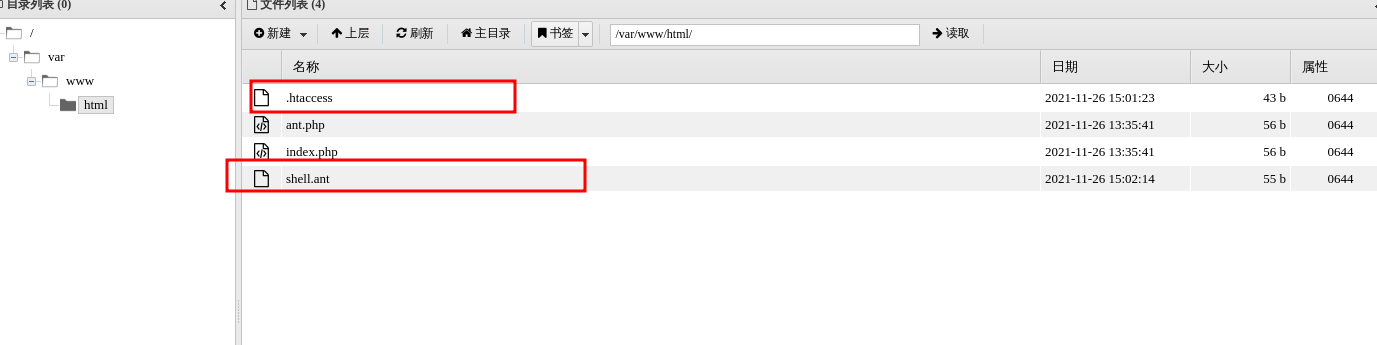 目录列表 (0)
文件列表 (4)
新建 上层 刷新 主目录 书签 /var/www/html/ 读取
/
var
www
html
名称 日期 大小 属性
.htaccess 2021-11-26 15:01:23 43 b 0644
ant.php 2021-11-26 13:35:41 56 b 0644
index.php 2021-11-26 13:35:41 56 b 0644
shell.ant 2021-11-26 15:02:14 55 b 0644